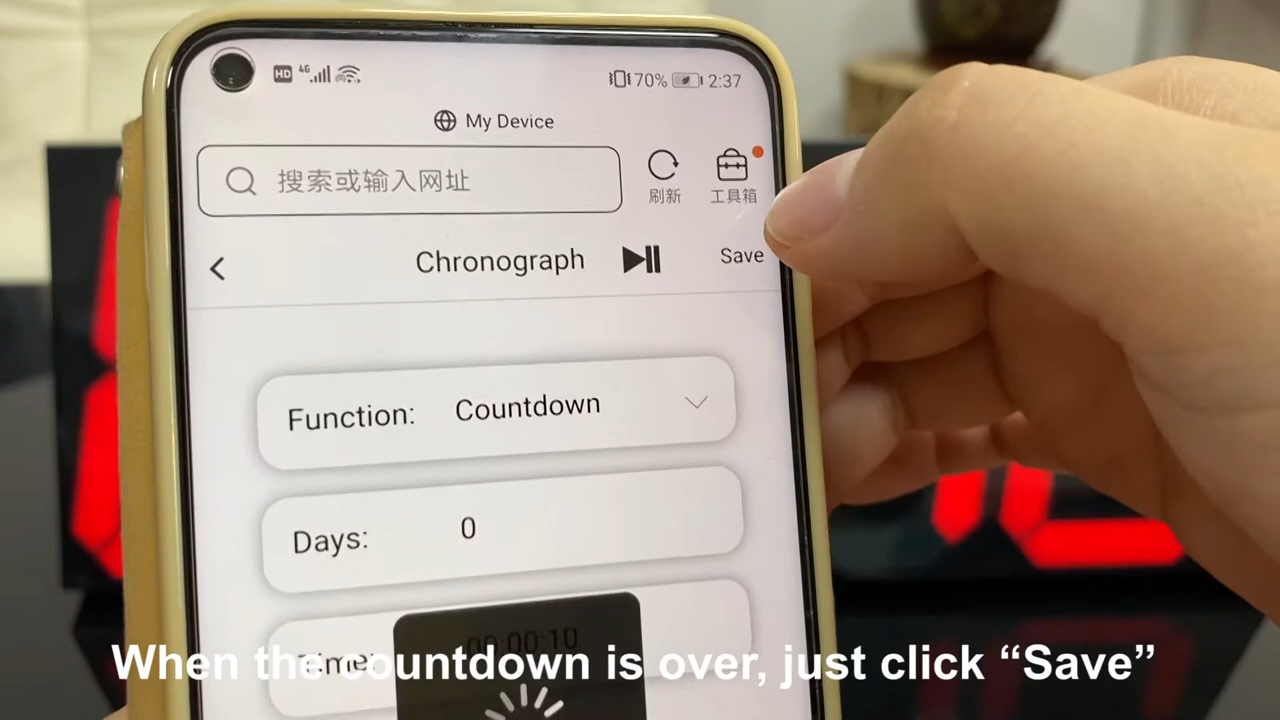 HD 4G 70% 2:37
My Device
搜索或输入网址
刷新 工具箱
Chronograph Save
Function: Countdown
Days: 0
Time: 00:00:10
When the countdown is over, just click “Save”